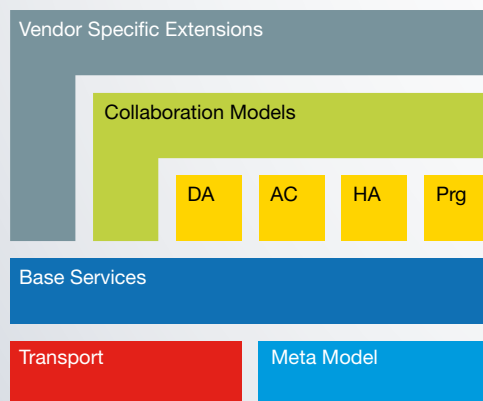 Vendor Specific Extensions
Collaboration Models
DA AC HA Prg
Base Services
Transport Meta Model